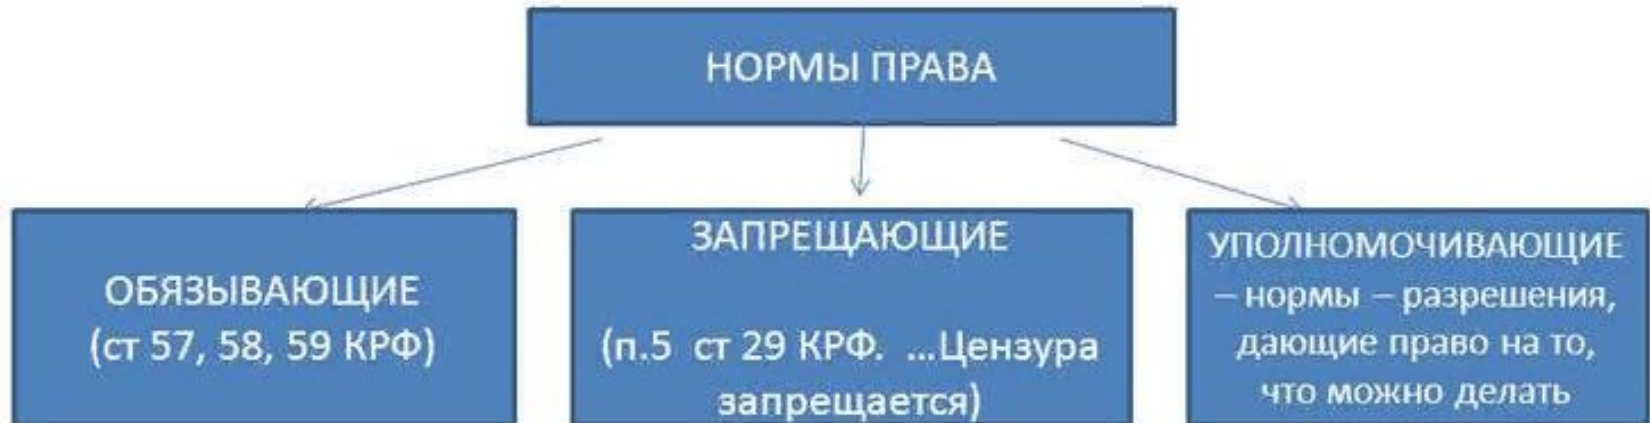 НОРМЫ ПРАВА
ОБЯЗЫВАЮЩИЕ
(ст 57, 58, 59 КРФ)
ЗАПРЕЩАЮЩИЕ
(п.5 ст 29 КРФ. ...Цензура
запрещается)
УПОЛНОМОЧИВАЮЩИЕ
– нормы – разрешения,
дающие право на то,
что можно делать